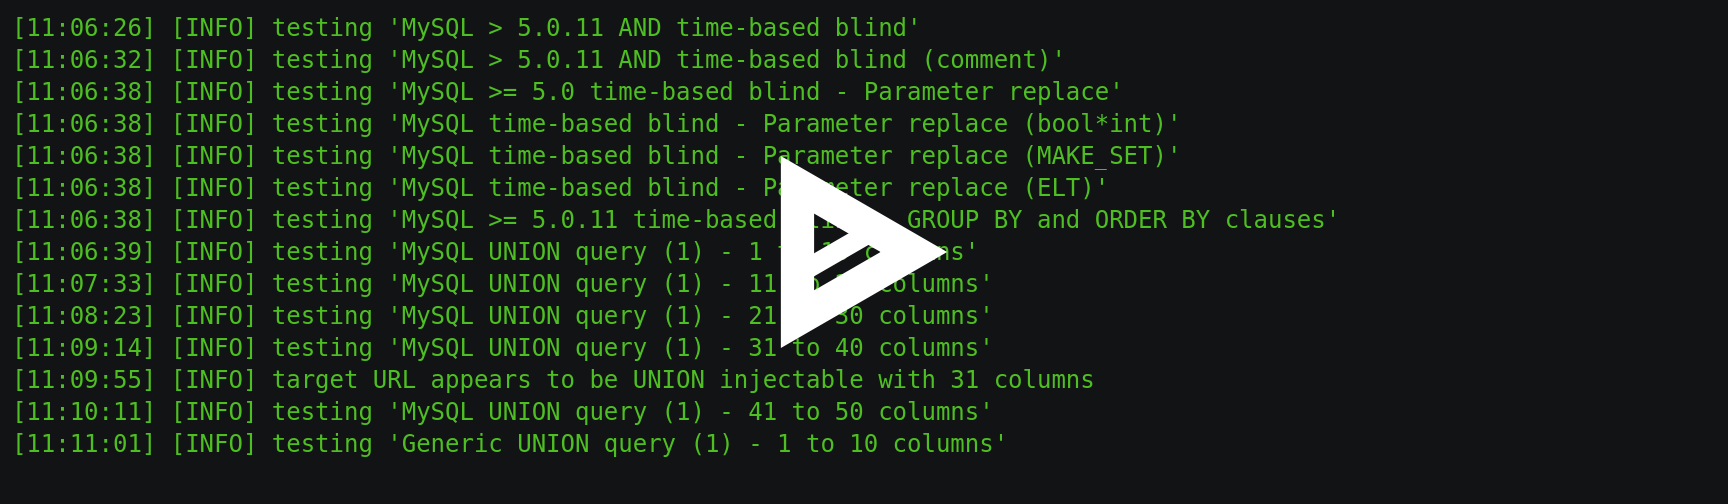 [11:06:26] [INFO] testing 'MySQL > 5.0.11 AND time-based blind'
[11:06:32] [INFO] testing 'MySQL > 5.0.11 AND time-based blind (comment)'
[11:06:38] [INFO] testing 'MySQL >= 5.0 time-based blind - Parameter replace'
[11:06:38] [INFO] testing 'MySQL time-based blind - Parameter replace (bool*int)'
[11:06:38] [INFO] testing 'MySQL time-based blind - Parameter replace (MAKE_SET)'
[11:06:38] [INFO] testing 'MySQL time-based blind - Parameter replace (ELT)'
[11:06:38] [INFO] testing 'MySQL >= 5.0.11 time-based GROUP BY and ORDER BY clauses'
[11:06:39] [INFO] testing 'MySQL UNION query (1) - 1
[11:07:33] [INFO] testing 'MySQL UNION query (1) - 11 columns'
[11:08:23] [INFO] testing 'MySQL UNION query (1) - 21 30 columns'
[11:09:14] [INFO] testing 'MySQL UNION query (1) - 31 to 40 columns'
[11:09:55] [INFO] target URL appears to be UNION injectable with 31 columns
[11:10:11] [INFO] testing 'MySQL UNION query (1) - 41 to 50 columns'
[11:11:01] [INFO] testing 'Generic UNION query (1) - 1 to 10 columns'